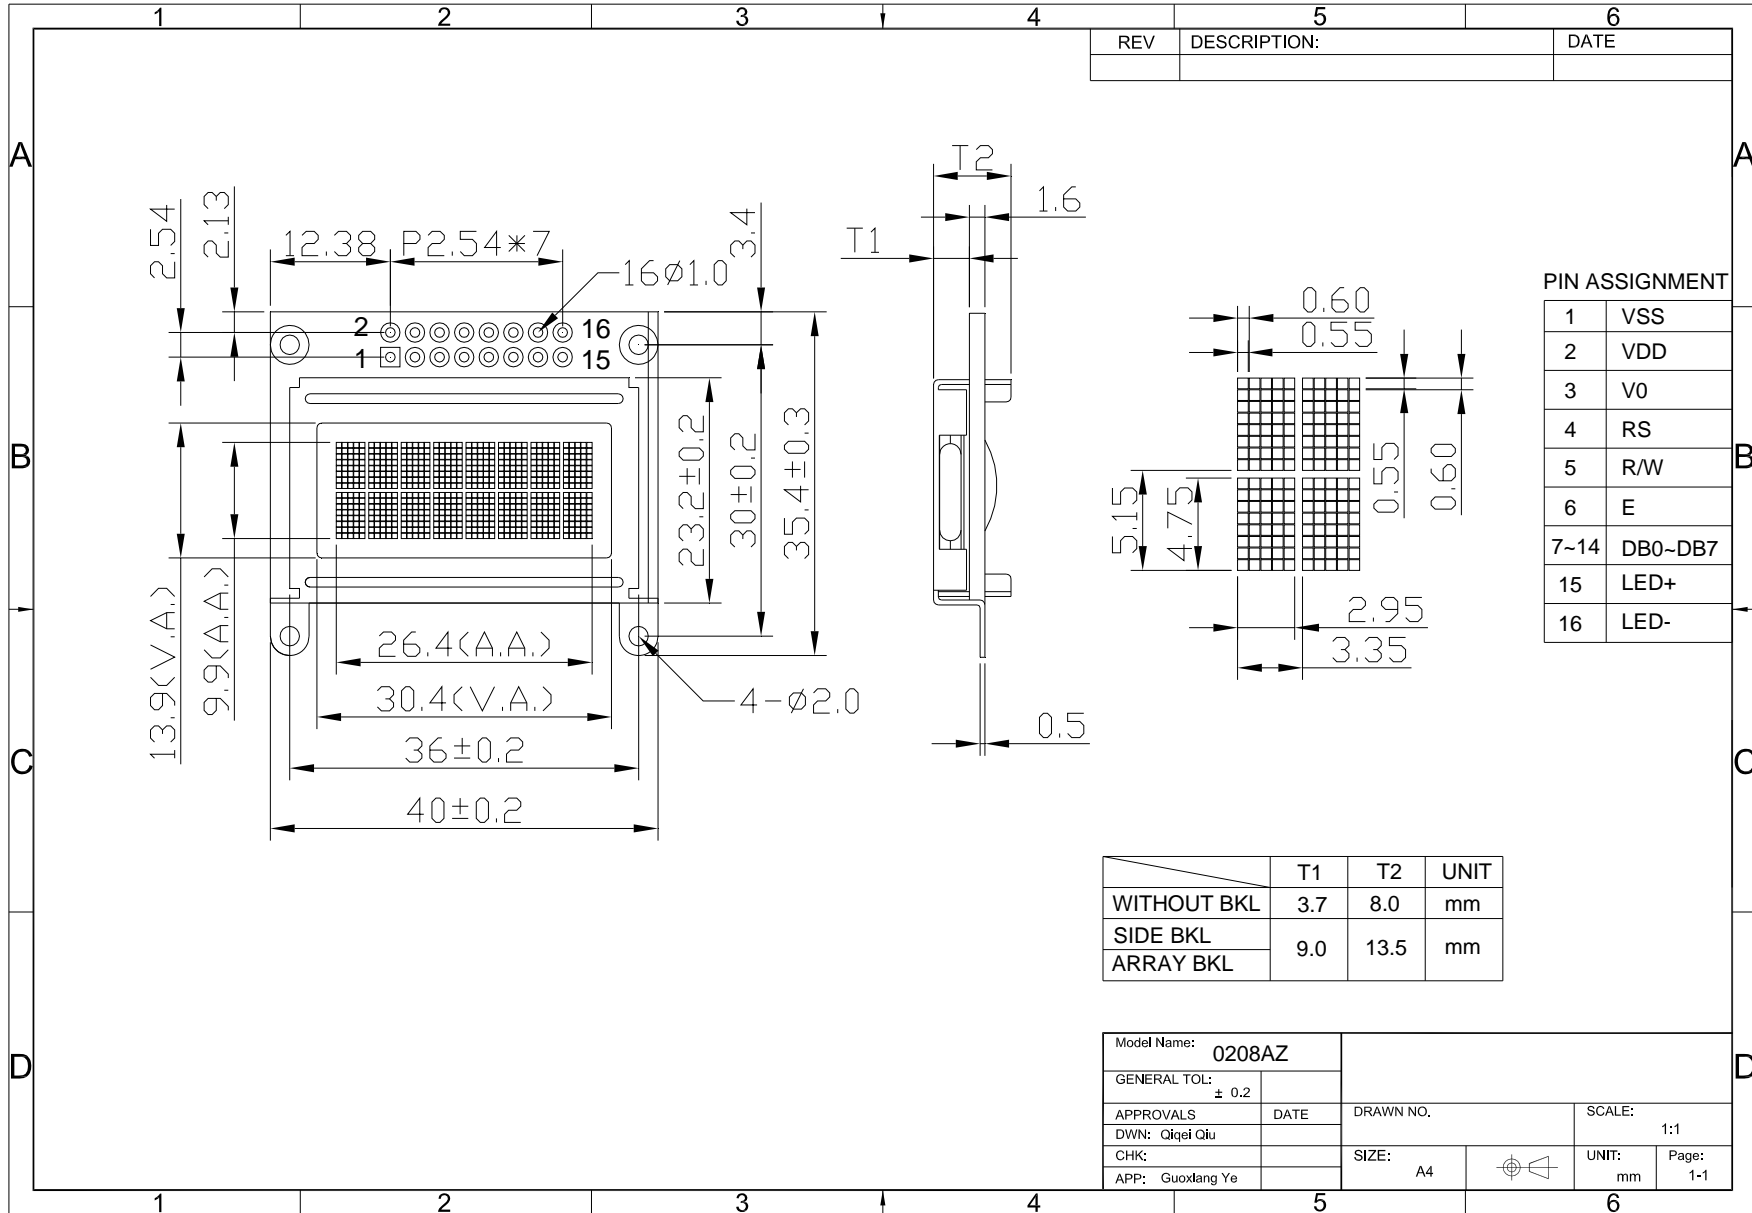 1 2 3 4 5 6
REV DESCRIPTION: DATE
A A
B B
C C
D D
2.54
2.13
12.38
P2.54*7
16ø1.0
3.4
2 16
1 15
23.2±0.2
30±0.2
35.4±0.3
13.9(V.A.)
9.9(A.A.)
26.4(A.A.)
30.4(V.A.)
36±0.2
40±0.2
4-ø2.0
T2
1.6
T1
0.5
0.60
0.55
0.55
0.60
5.15
4.75
2.95
3.35
PIN ASSIGNMENT
1 VSS
2 VDD
3 V0
4 RS
5 R/W
6 E
7~14 DB0~DB7
15 LED+
16 LED-
T1 T2 UNIT
WITHOUT BKL 3.7 8.0 mm
SIDE BKL
ARRAY BKL
9.0 13.5 mm
Model Name: 0208AZ
GENERAL TOL: ± 0.2
APPROVALS DATE
DWN: Qiqei Qiu
CHK:
APP: Guoxiang Ye
DRAWN NO.
SCALE: 1:1
SIZE: A4
UNIT: mm
Page: 1-1
1 2 3 4 5 6